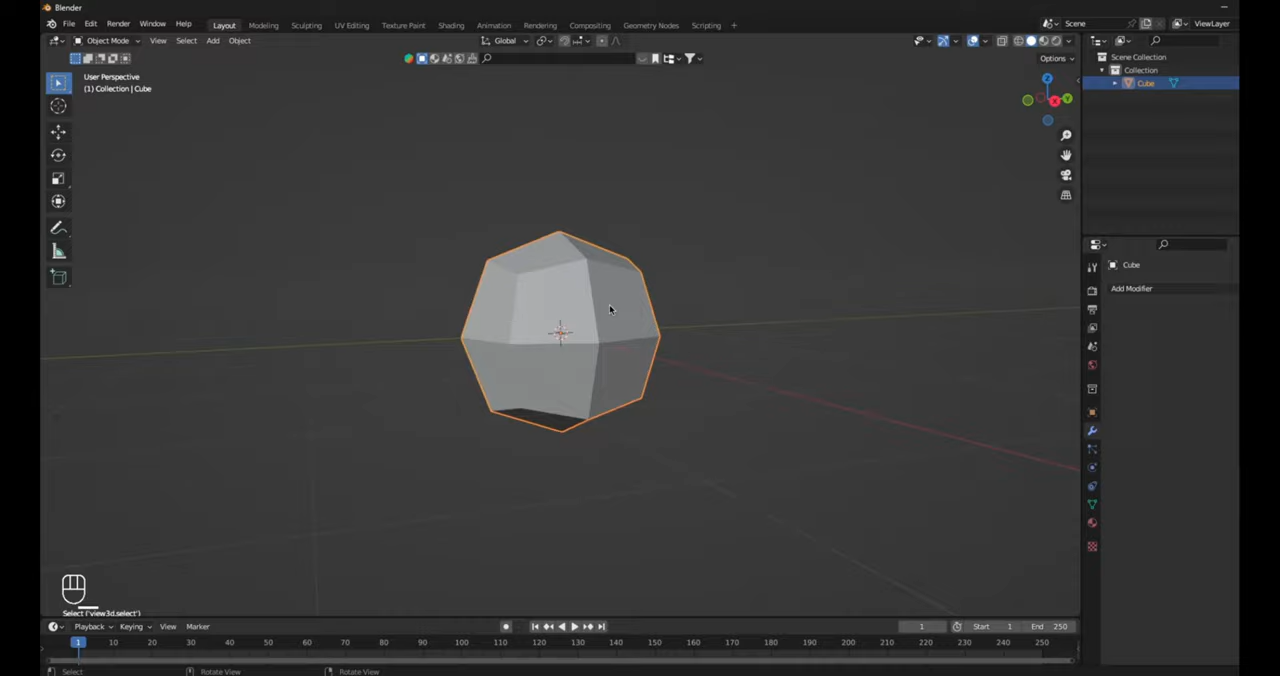 Blender
File Edit Render Window Help Layout Modeling Sculpting UV Editing Texture Paint Shading Animation Rendering Compositing Geometry Nodes Scripting + Scene ViewLayer
Object Mode View Select Add Object Global
Options
User Perspective
(1) Collection | Cube
Scene Collection
Collection
Cube
Z
X
Y
Cube
Add Modifier
Select ('view3d.select')
Playback Keying View Marker 1 Start 1 End 250
1 10 20 30 40 50 60 70 80 90 100 110 120 130 140 150 160 170 180 190 200 210 220 230 240 250
Select Rotate View Rotate View